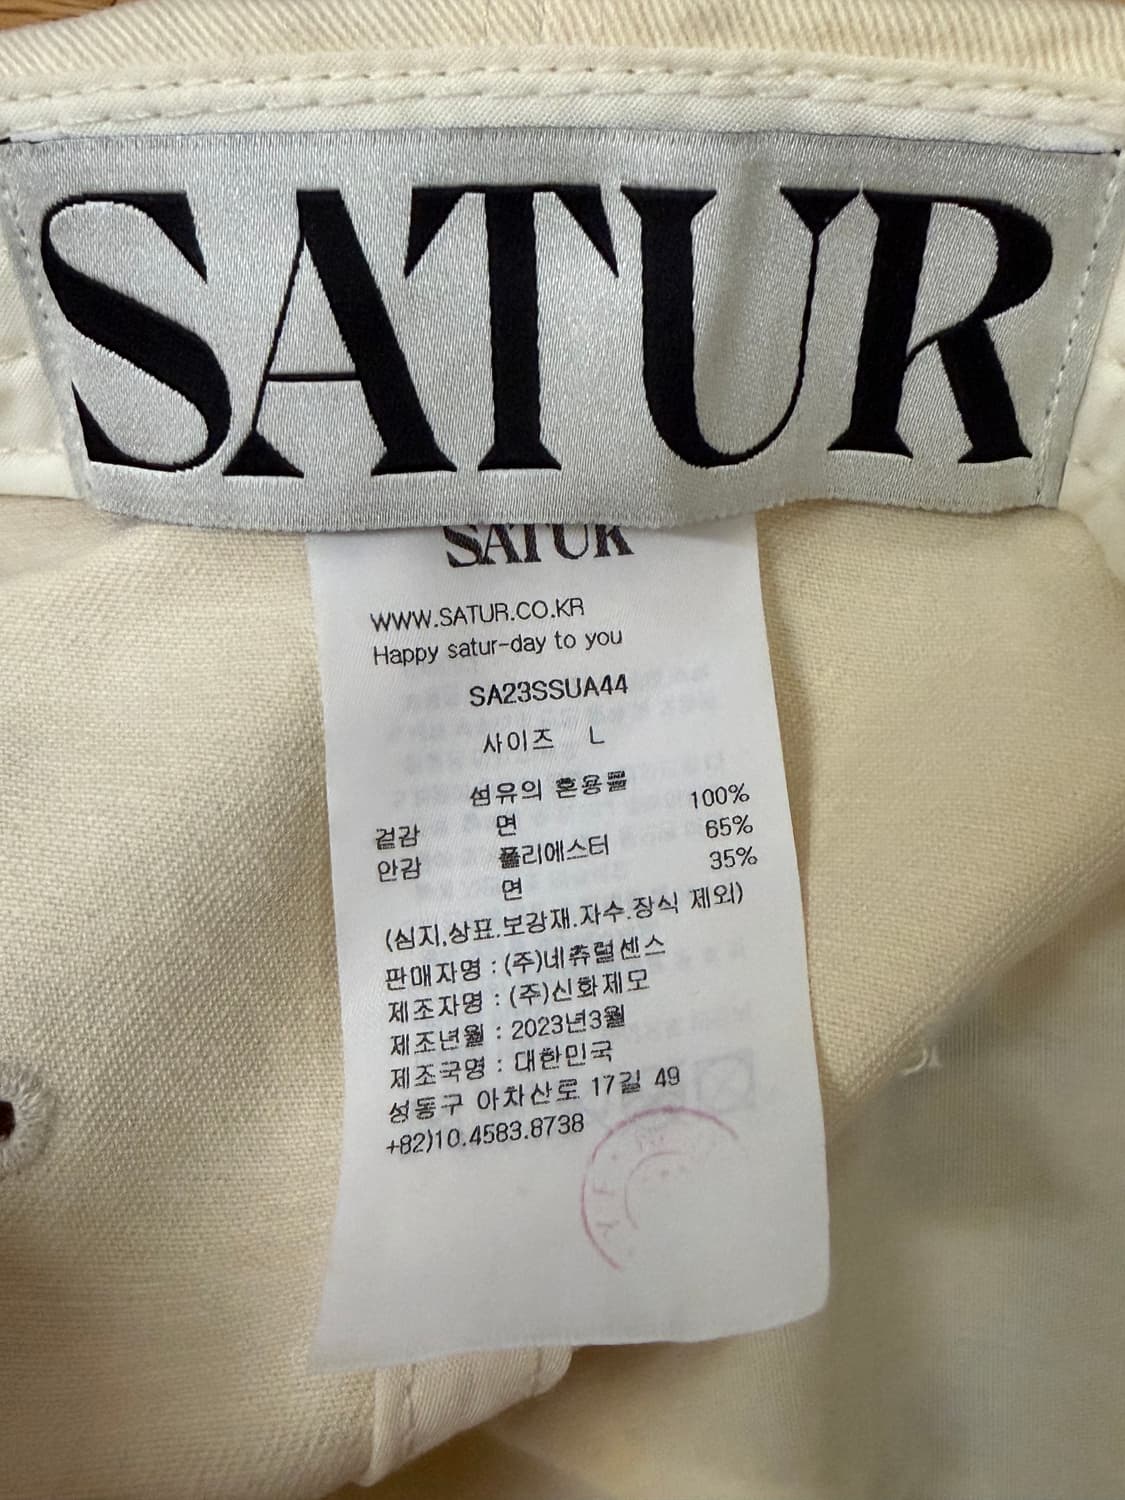 SATUR
SATUR
WWW.SATUR.CO.KR
Happy satur-day to you
SA23SSUA44
사이즈 L
섬유의 혼용률
겉감 면 100%
안감 폴리에스터 65%
면 35%
(심지,상표.보강재.자수.장식 제외)
판매자명 : (주)네츄럴센스
제조자명 : (주)신화제모
제조년월 : 2023년3월
제조국명 : 대한민국
성동구 아차산로 17길 49
+82)10.4583.8738